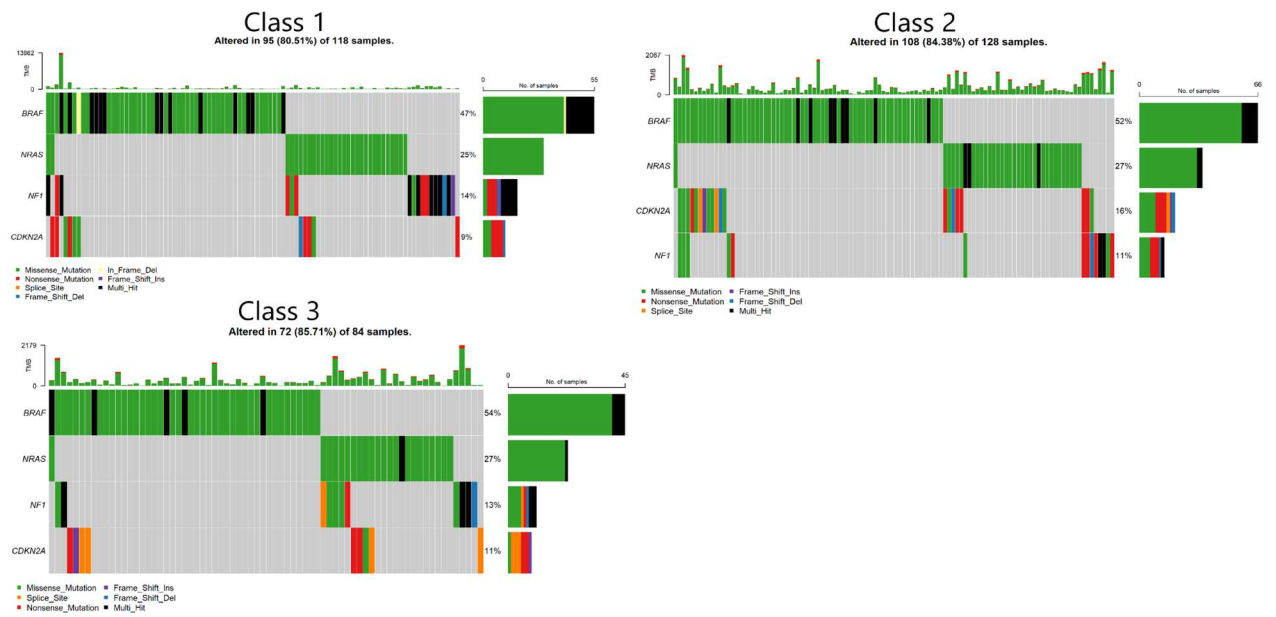 Class 1
Altered in 95 (80.51%) of 118 samples.
13862
TMB
0
0 55
No. of samples
BRAF 47%
NRAS 25%
NF1 14%
CDKN2A 9%
Missense_Mutation In_Frame_Del
Nonsense_Mutation Frame_Shift_Ins
Splice_Site Multi_Hit
Frame_Shift_Del
Class 2
Altered in 108 (84.38%) of 128 samples.
2067
TMB
0
0 66
No. of samples
BRAF 52%
NRAS 27%
CDKN2A 16%
NF1 11%
Missense_Mutation Frame_Shift_Ins
Nonsense_Mutation Frame_Shift_Del
Splice_Site Multi_Hit
Class 3
Altered in 72 (85.71%) of 84 samples.
2179
TMB
0
0 45
No. of samples
BRAF 54%
NRAS 27%
NF1 13%
CDKN2A 11%
Missense_Mutation Frame_Shift_Ins
Splice_Site Frame_Shift_Del
Nonsense_Mutation Multi_Hit